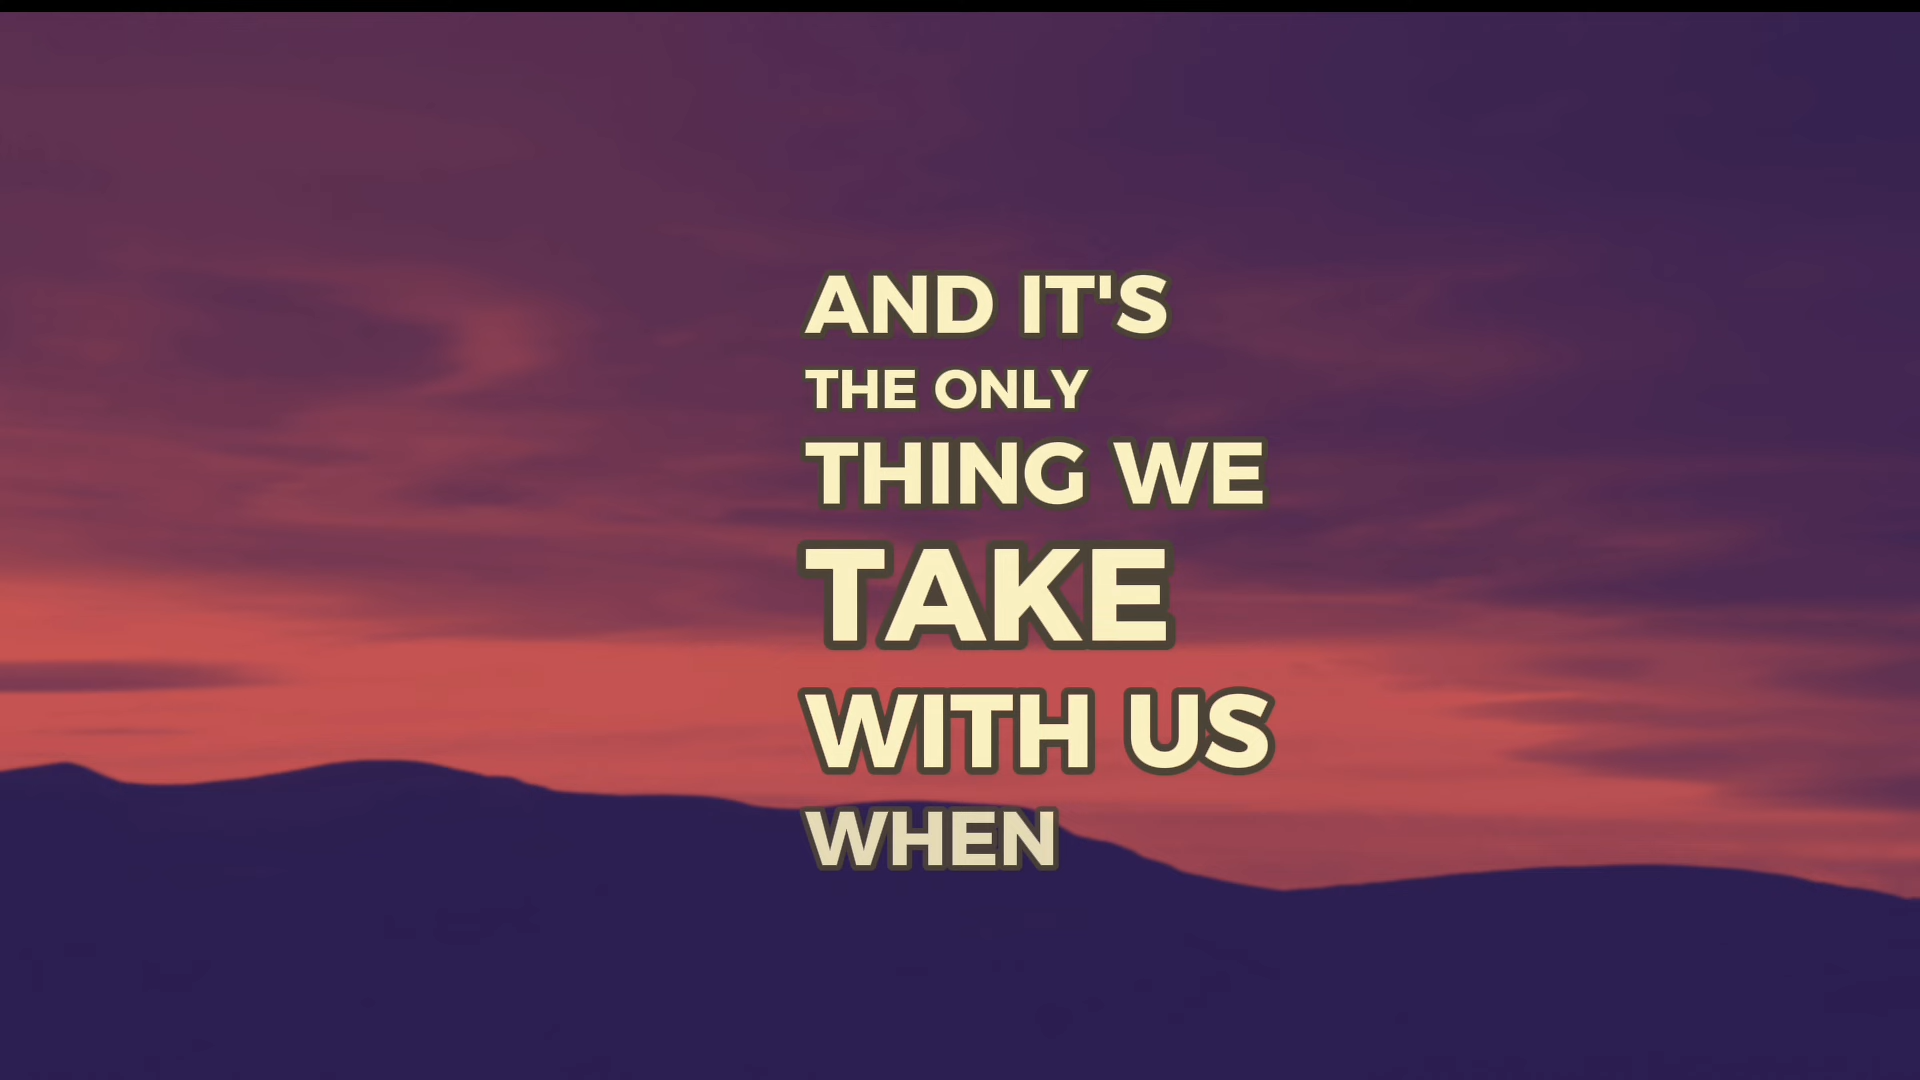 AND IT'S
THE ONLY
THING WE
TAKE
WITH US
WHEN